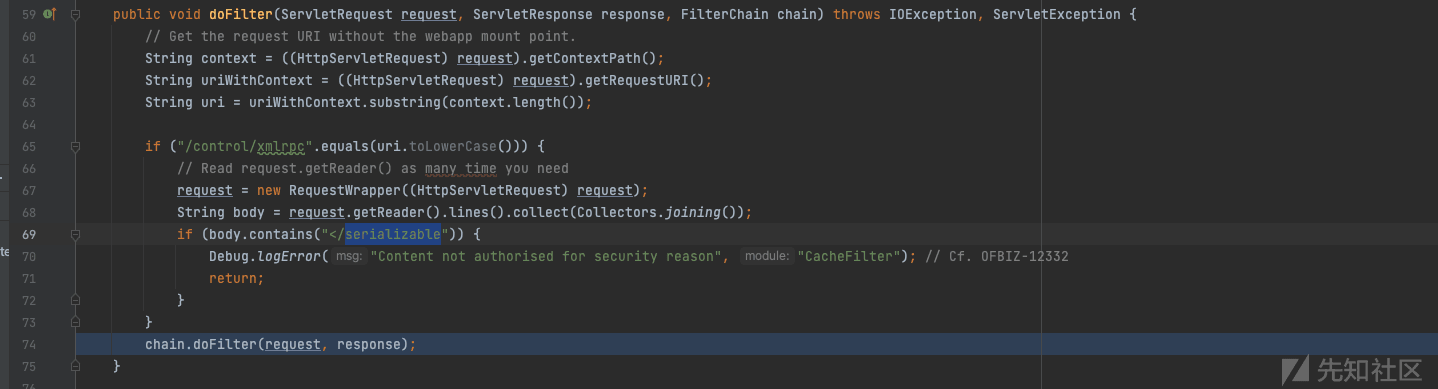 59 public void doFilter(ServletRequest request, ServletResponse response, FilterChain chain) throws IOException, ServletException {
60 // Get the request URI without the webapp mount point.
61 String context = ((HttpServletRequest) request).getContextPath();
62 String uriWithContext = ((HttpServletRequest) request).getRequestURI();
63 String uri = uriWithContext.substring(context.length());
64
65 if ("/control/xmlrpc".equals(uri.toLowerCase())) {
66 // Read request.getReader() as many time you need
67 request = new RequestWrapper((HttpServletRequest) request);
68 String body = request.getReader().lines().collect(Collectors.joining());
69 if (body.contains("</serializable")) {
te
70 Debug.logError( msg: "Content not authorised for security reason", module: "CacheFilter"); // Cf. OFBIZ-12332
71 return;
72 }
73 }
74 chain.doFilter(request, response);
75 }
76
先知社区